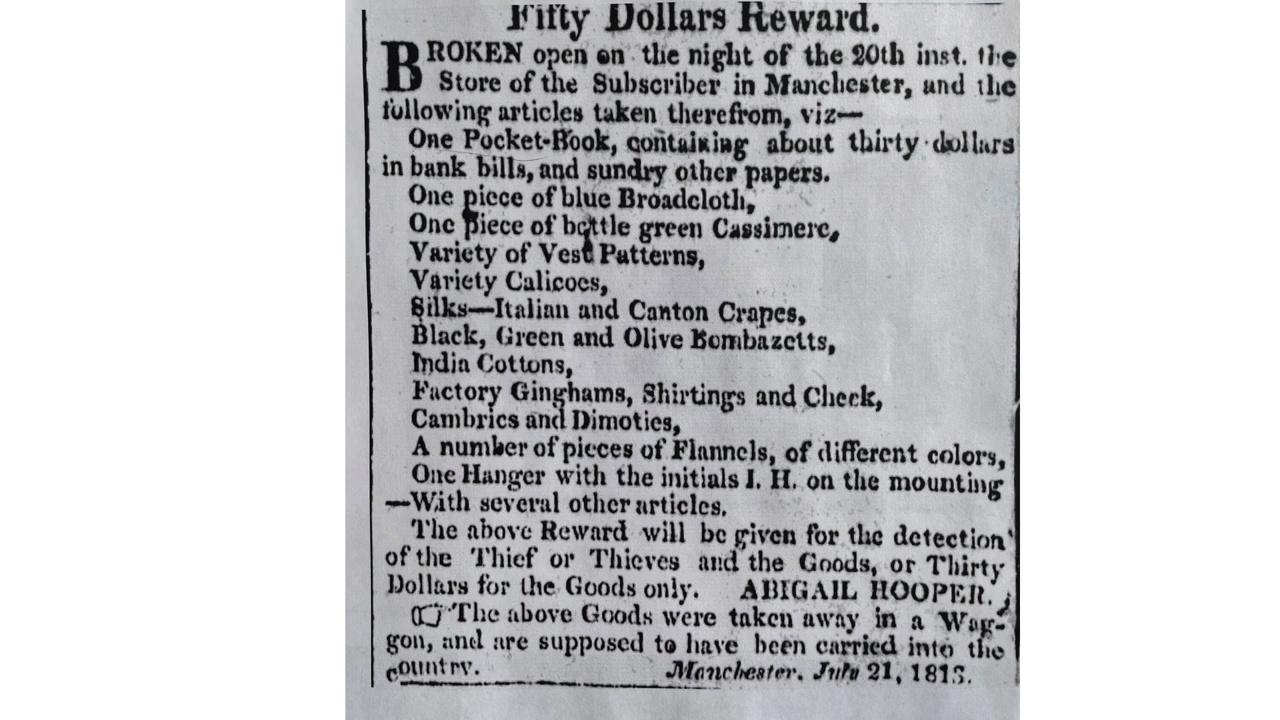 Fifty Dollars Reward.
BROKEN open on the night of the 20th inst. the
Store of the Subscriber in Manchester, and the
following articles taken therefrom, viz—
One Pocket-Book, containing about thirty dollars
in bank bills, and sundry other papers.
One piece of blue Broadcloth,
One piece of bottle green Cassimere,
Variety of Vest Patterns,
Variety Calicoes,
Silks—Italian and Canton Crapes,
Black, Green and Olive Bombazetts,
India Cottons,
Factory Ginghams, Shirtings and Check,
Cambrics and Dimoties,
A number of pieces of Flannels, of different colors,
One Hanger with the initials I. H. on the mounting
—With several other articles.
The above Reward will be given for the detection
of the Thief or Thieves and the Goods, or Thirty
Dollars for the Goods only. ABIGAIL HOOPER.
☞ The above Goods were taken away in a Wag-
gon, and are supposed to have been carried into the
country. Manchester. July 21,